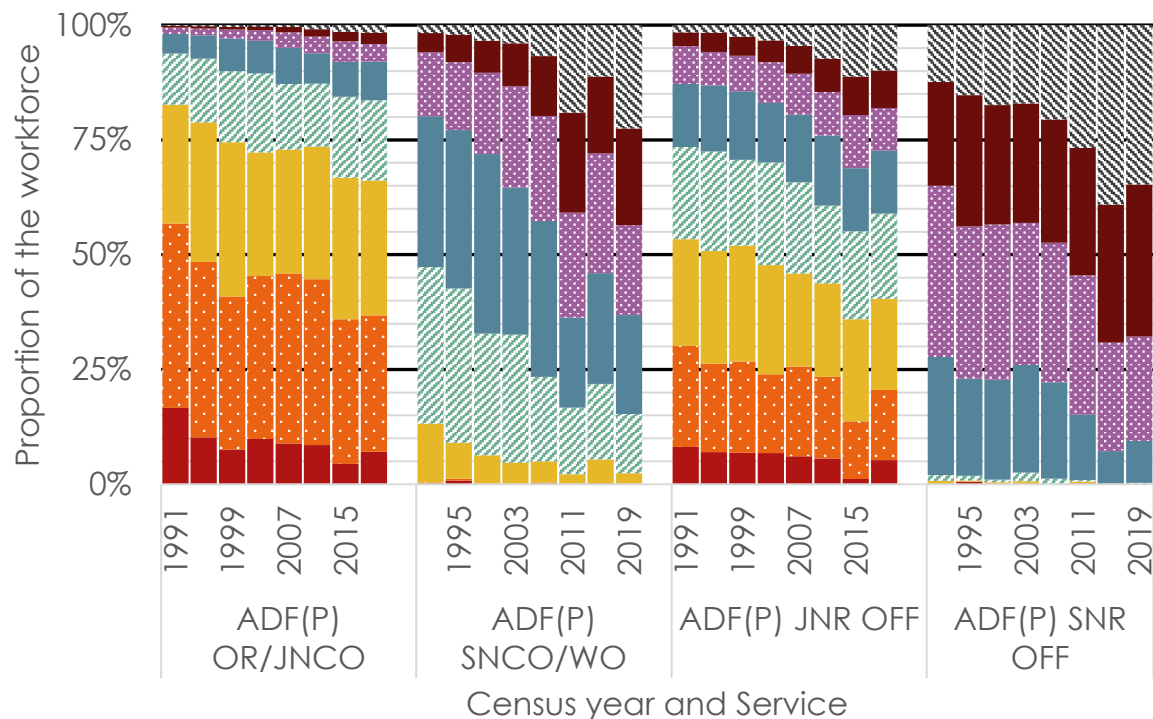 Proportion of the workforce
100%
75%
50%
25%
0%
1991
1999
2007
2015
1995
2003
2011
2019
1991
1999
2007
2015
1995
2003
2011
2019
ADF(P)
OR/JNCO
ADF(P)
SNCO/WO
ADF(P) JNR OFF
ADF(P) SNR
OFF
Census year and Service